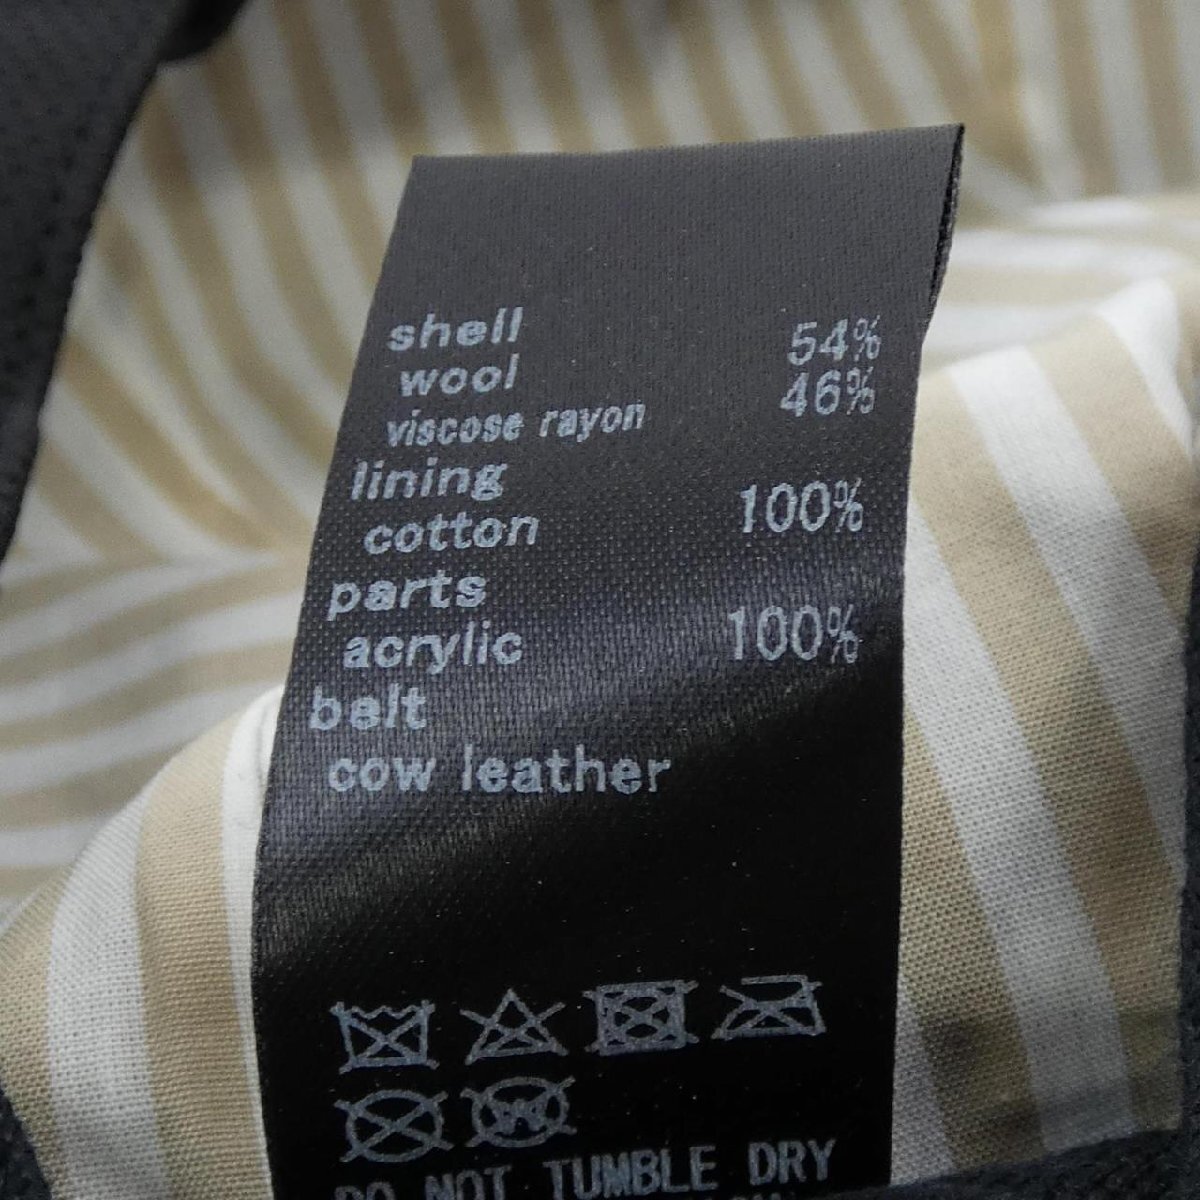 shell
wool 54%
viscose rayon 46%
lining
cotton 100%
parts
acrylic 100%
belt
cow leather
W
DO NOT TUMBLE DRY